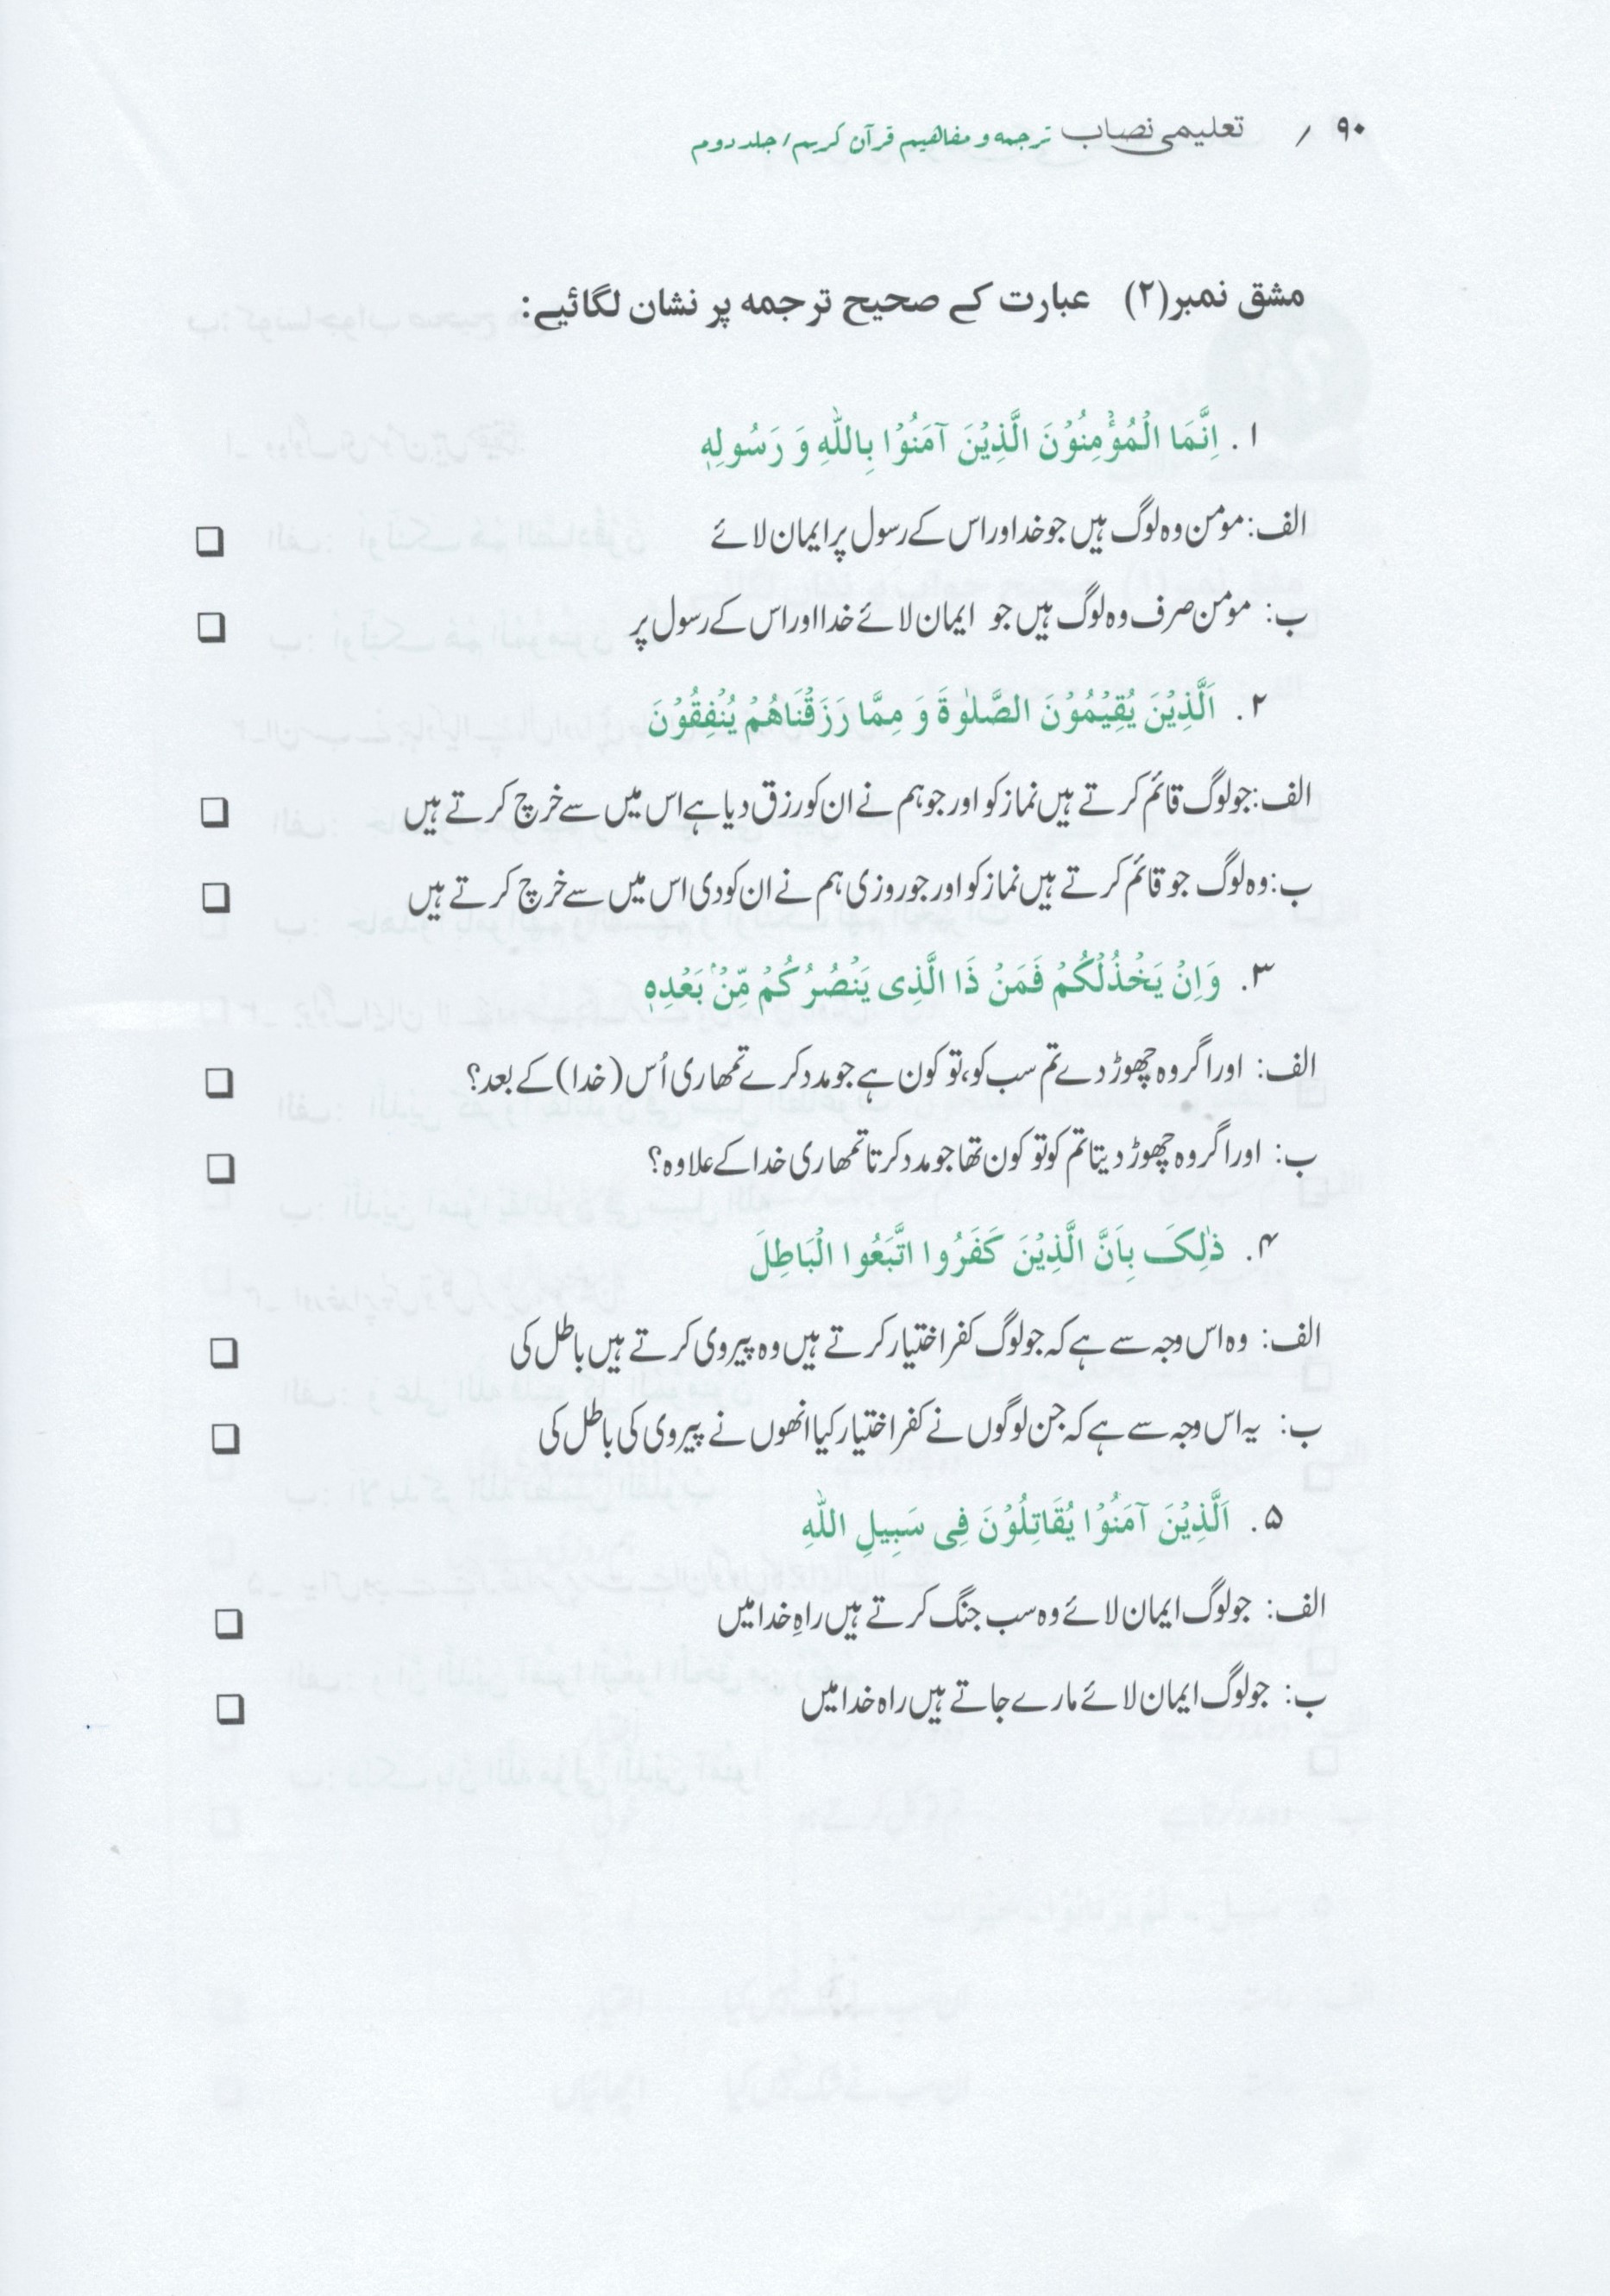 ۹۰ / تعلیمی نصاب ترجمه و مفاهیم قرآن کریم/ جلد دوم
مشق نمبر(۲) عبارت کے صحیح ترجمہ پر نشان لگائیے:
۱. اِنَّمَا الْمُؤْمِنُوْنَ الَّذِیْنَ آمَنُوْا بِاللّٰهِ وَ رَسُولِهٖ
الف: مومن وہ لوگ ہیں جو خدا ور اس کے رسول پر ایمان لائے ❑
ب: مومن صرف وہ لوگ ہیں جو ایمان لائے خدا اور اس کے رسول پر ❑
۲. اَلَّذِیْنَ یُقِیْمُوْنَ الصَّلٰوةَ وَ مِمَّا رَزَقْنَاهُمْ یُنْفِقُوْنَ
الف: جو لوگ قائم کرتے ہیں نماز کو اور جو ہم نے ان کو رزق دیا ہے اس میں سے خرچ کرتے ہیں ❑
ب: وہ لوگ جو قائم کرتے ہیں نماز کو اور جو روزی ہم نے ان کو دی اس میں سے خرچ کرتے ہیں ❑
۳. وَاِنْ یَخْذُلْکُمْ فَمَنْ ذَا الَّذِی یَنْصُرُکُمْ مِّنْۢ بَعْدِهٖ
الف: اور اگر وہ چھوڑ دے تم سب کو، تو کون ہے جو مدد کرے تمھاری اُس (خدا) کے بعد؟ ❑
ب: اور اگر وہ چھوڑ دیتا تم کو تو کون تھا جو مدد کرتا تمھاری خدا کے علاوہ؟ ❑
۴. ذٰلِکَ بِاَنَّ الَّذِیْنَ کَفَرُوا اتَّبَعُوا الْبَاطِلَ
الف: وہ اس وجہ سے ہے کہ جو لوگ کفر اختیار کرتے ہیں وہ پیروی کرتے ہیں باطل کی ❑
ب: یہ اس وجہ سے ہے کہ جن لوگوں نے کفر اختیار کیا انھوں نے پیروی کی باطل کی ❑
۵. اَلَّذِیْنَ آمَنُوْا یُقَاتِلُوْنَ فِی سَبِیلِ اللّٰهِ
الف: جو لوگ ایمان لائے وہ سب جنگ کرتے ہیں راہِ خدا میں ❑
ب: جو لوگ ایمان لائے مارے جاتے ہیں راہ خدا میں ❑